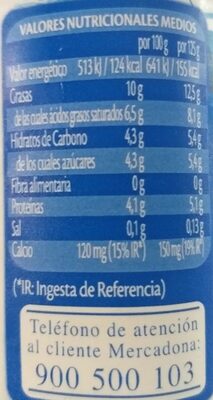 VALORES NUTRICIONALES MEDIOS
por 100 g por 125 g
Valor energético 513 kJ / 124 kcal 641 kJ / 155 kcal
Grasas 10 g 12,5 g
de las cuales ácidos grasos saturados 6,5 g 8,1 g
Hidratos de Carbono 4,3 g 5,4 g
de los cuales azúcares 4,3 g 5,4 g
Fibra alimentaria 0 g 0 g
Proteínas 4,1 g 5,1 g
Sal 0,1 g 0,13 g
Calcio 120 mg (15% IR*) 150 mg (19% IR*)
(*IR: Ingesta de Referencia)
Teléfono de atención
al cliente Mercadona:
900 500 103